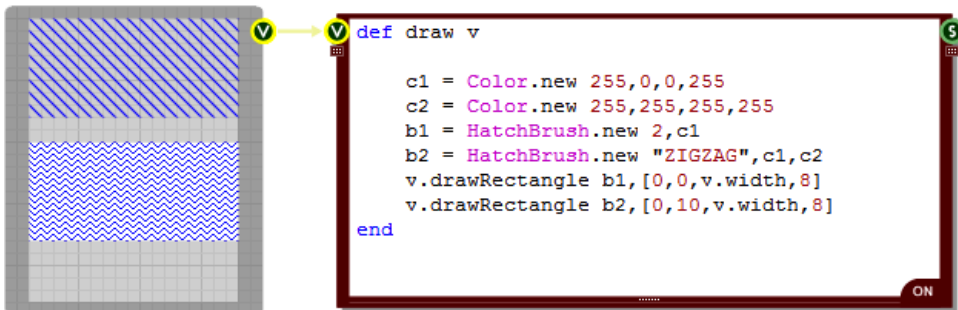 V
V
S
def draw v
c1 = Color.new 255,0,0,255
c2 = Color.new 255,255,255,255
b1 = HatchBrush.new 2,c1
b2 = HatchBrush.new "ZIGZAG",c1,c2
v.drawRectangle b1,[0,0,v.width,8]
v.drawRectangle b2,[0,10,v.width,8]
end
ON